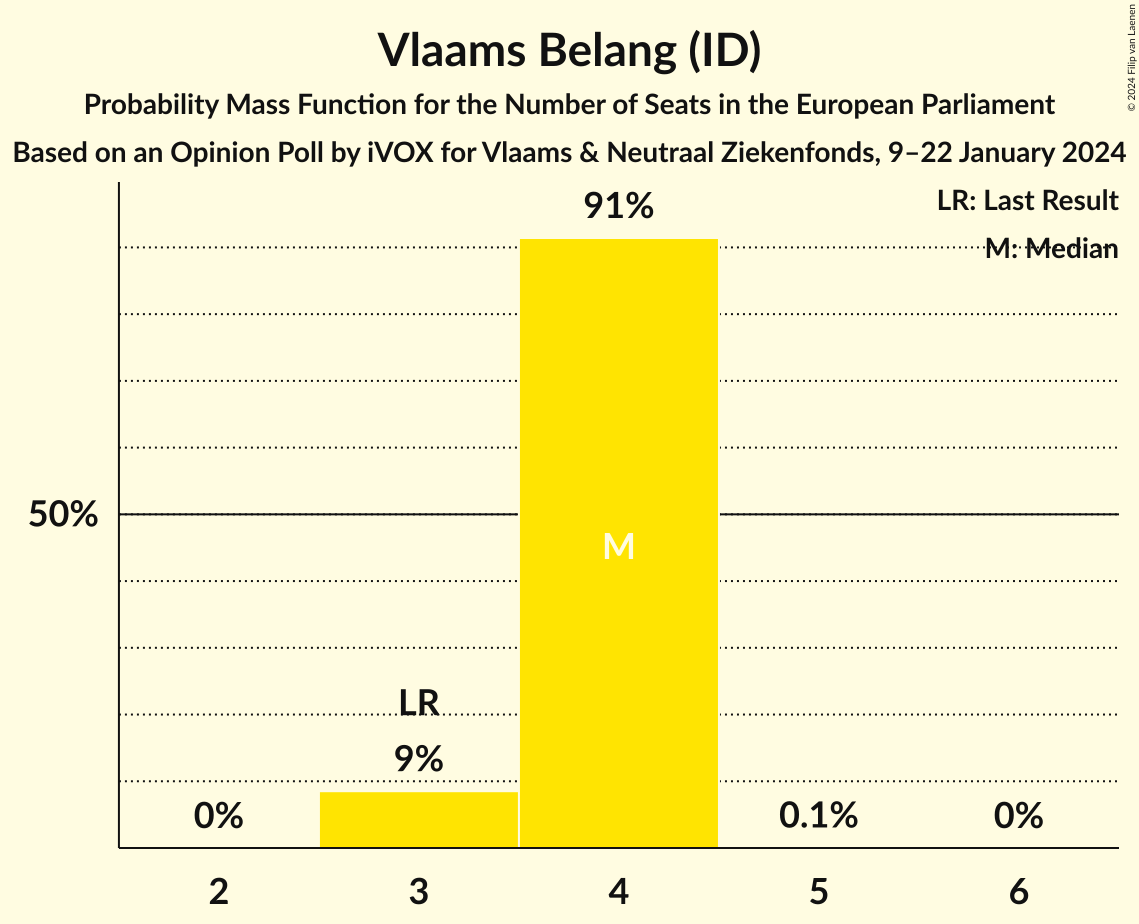 Vlaams Belang (ID)
Probability Mass Function for the Number of Seats in the European Parliament
Based on an Opinion Poll by iVOX for Vlaams & Neutraal Ziekenfonds, 9–22 January 2024
© 2024 Filip van Laenen
LR: Last Result
M: Median
91%
50%
M
LR
9%
0%
0.1%
0%
2 3 4 5 6